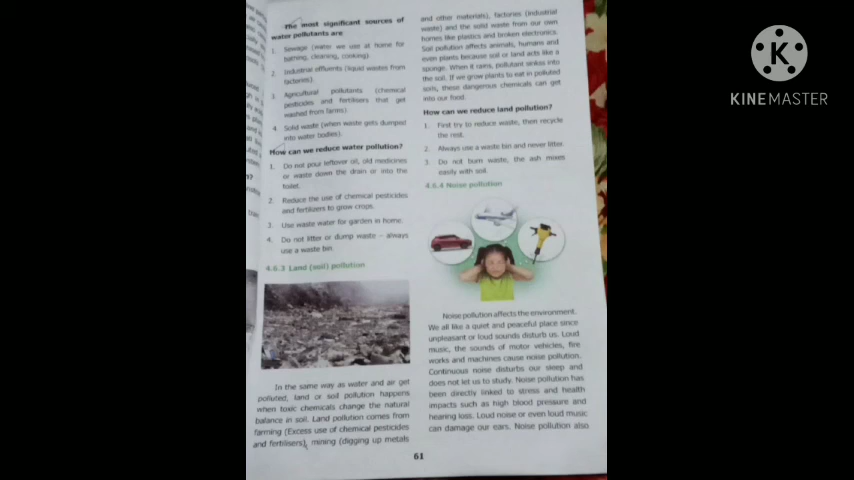 The most significant sources of
water pollutants are
1. Sewage (water we use at home for
bathing, cleaning, cooking).
2. Industrial effluents (liquid wastes from
factories).
3. Agricultural pollutants (chemical
pesticides and fertilisers that get
washed from farms)
4. Solid waste (when waste gets dumped
into water bodies).
How can we reduce water pollution?
1. Do not pour leftover oil, old medicines
or waste down the drain or into the
toilet.
2. Reduce the use of chemical pesticides
and fertilizers to grow crops.
3. Use waste water for garden in home.
4. Do not litter or dump waste – always
use a waste bin.
4.6.3 Land (soil) pollution
In the same way as water and air get
polluted, land or soil pollution happens
when toxic chemicals change the natural
balance in soil. Land pollution comes from
farming (Excess use of chemical pesticides
and fertilisers), mining (digging up metals
and other materials), factories (industrial
waste) and the solid waste from our own
homes like plastics and broken electronics.
Soil pollution affects animals, humans and
even plants because soil or land acts like a
sponge. When it rains, pollutant sinkes into
the soil. If we grow plants to eat in polluted
soils, these dangerous chemicals can get
into our food.
How can we reduce land pollution?
1. First try to reduce waste, then recycle
the rest.
2. Always use a waste bin and never litter.
3. Do not burn waste, the ash mixes
easily with soil.
4.6.4 Noise pollution
Noise pollution affects the environment.
We all like a quiet and peaceful place since
unpleasant or loud sounds disturb us. Loud
music, the sounds of motor vehicles, fire
works and machines cause noise pollution.
Continuous noise disturbs our sleep and
does not let us to study. Noise pollution has
been directly linked to stress and health
impacts such as high blood pressure and
hearing loss. Loud noise or even loud music
can damage our ears. Noise pollution also
61
K
KINEMASTER